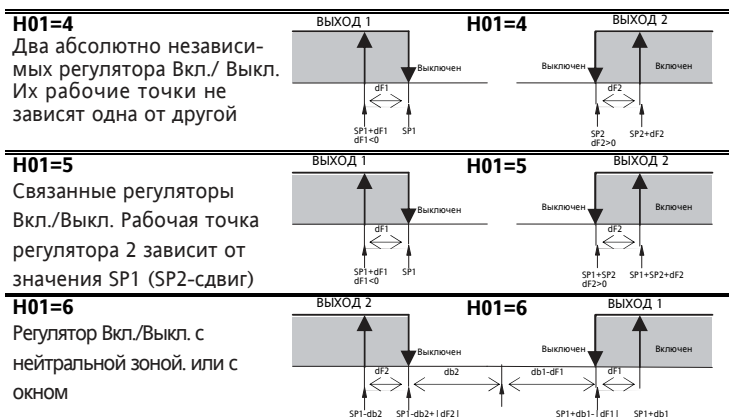 H01=4
Два абсолютно независи-
мых регулятора Вкл./ Выкл.
Их рабочие точки не
зависят одна от другой
ВЫХОД 1
Выключен
dF1
SP1+dF1
dF1<0
SP1
H01=4
ВЫХОД 2
Выключен
Включен
dF2
SP2
dF2>0
SP2+dF2
H01=5
Связанные регуляторы
Вкл./Выкл. Рабочая точка
регулятора 2 зависит от
значения SP1 (SP2-сдвиг)
ВЫХОД 1
Выключен
dF1
SP1+dF1
dF1<0
SP1
H01=5
ВЫХОД 2
Выключен
Включен
dF2
SP1+SP2
dF2>0
SP1+SP2+dF2
H01=6
Регулятор Вкл./Выкл. с
нейтральной зоной. или с
окном
ВЫХОД 2
Выключен
dF2
db2
SP1-db2
SP1-db2+|dF2|
H01=6
ВЫХОД 1
Выключен
Включен
db1-dF1
dF1
SP1+db1-|dF1|
SP1+db1